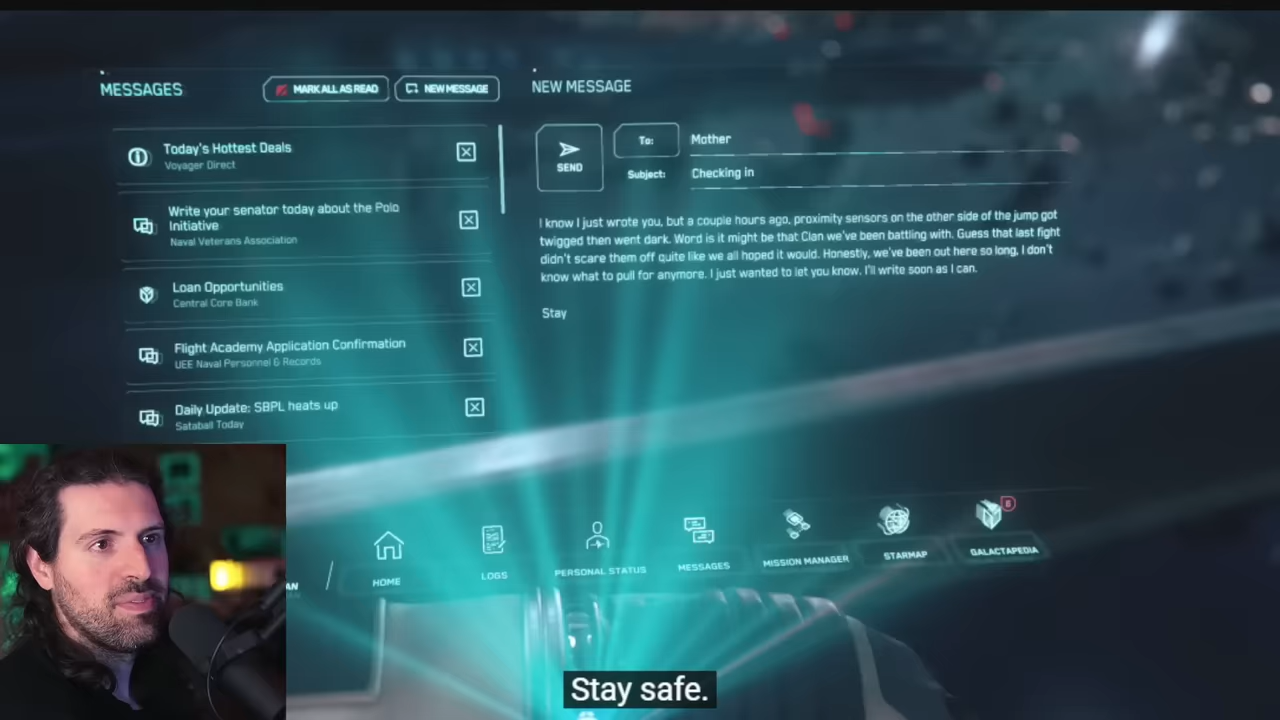 MESSAGES
MARK ALL AS READ
NEW MESSAGE
Today's Hottest Deals
Voyager Direct
Write your senator today about the Polo
Initiative
Naval Veterans Association
Loan Opportunities
Central Core Bank
Flight Academy Application Confirmation
UEE Naval Personnel & Records
Daily Update: SBPL heats up
Sataball Today
NEW MESSAGE
SEND
To: Mother
Subject: Checking in
I know I just wrote you, but a couple hours ago, proximity sensors on the other side of the jump got
twigged then went dark. Word is it might be that Clan we've been battling with. Guess that last fight
didn't scare them off quite like we all hoped it would. Honestly, we've been out here so long, I don't
know what to pull for anymore. I just wanted to let you know. I'll write soon as I can.
Stay
AN
HOME
LOGS
PERSONAL STATUS
MESSAGES
MISSION MANAGER
STARMAP
GALACTAPEDIA
Stay safe.